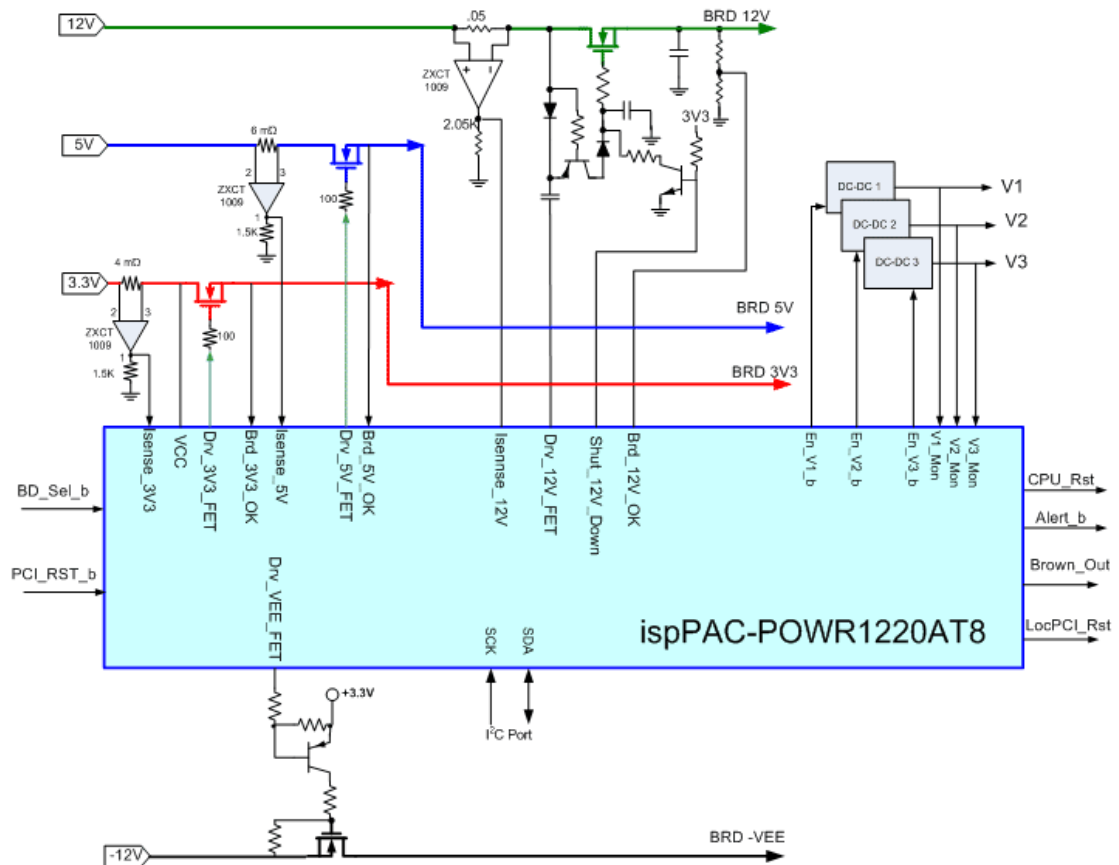 12V
.05
BRD 12V
ZXCT
1009
+
2.05K
3V3
5V
6 mΩ
2
3
ZXCT
1009
1
1.5K
100
DC-DC 1
V1
DC-DC 2
V2
DC-DC 3
V3
3.3V
4 mΩ
2
3
ZXCT
1009
1
1.5K
100
BRD 5V
BRD 3V3
Isense_3V3
VCC
Drv_3V3_FET
Brd_3V3_OK
Isense_5V
Drv_5V_FET
Brd_5V_OK
Isennse_12V
Drv_12V_FET
Shut_12V_Down
Brd_12V_OK
En_V1_b
En_V2_b
En_V3_b
V1_Mon
V2_Mon
V3_Mon
BD_Sel_b
PCI_RST_b
CPU_Rst
Alert_b
Brown_Out
LocPCI_Rst
Drv_VEE_FET
SCK
SDA
ispPAC-POWR1220AT8
+3.3V
I²C Port
-12V
BRD -VEE